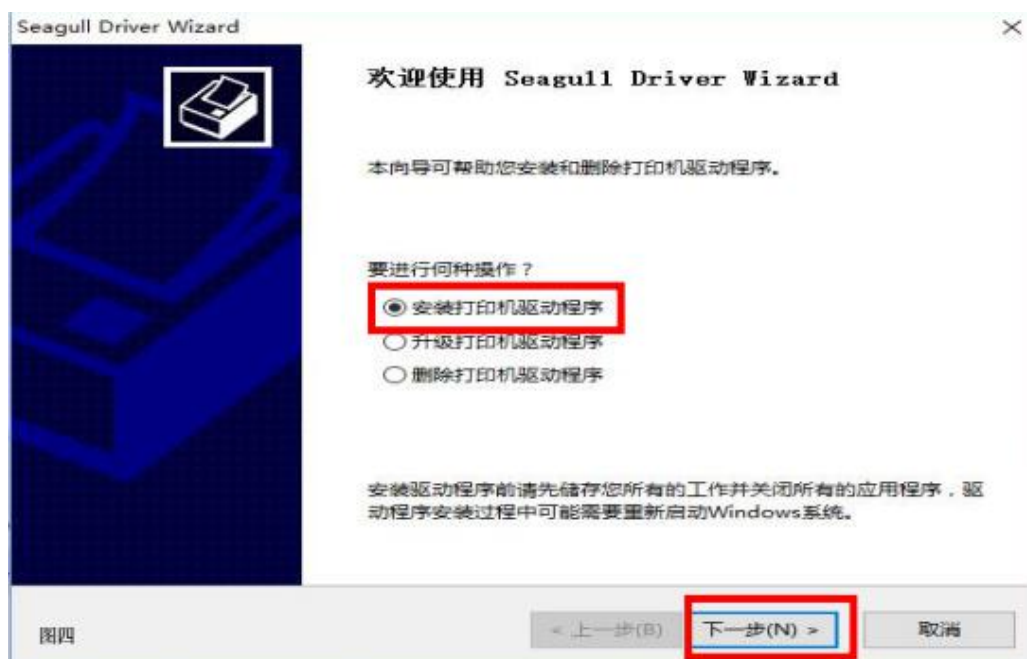 Seagull Driver Wizard
欢迎使用 Seagull Driver Wizard
本向导可帮助您安装和删除打印机驱动程序。
要进行何种操作？
安装打印机驱动程序
升级打印机驱动程序
删除打印机驱动程序
安装驱动程序前请先储存您所有的工作并关闭所有的应用程序，驱
动程序安装过程中可能需要重新启动Windows系统。
图四
< 上一步(B)
下一步(N) >
取消